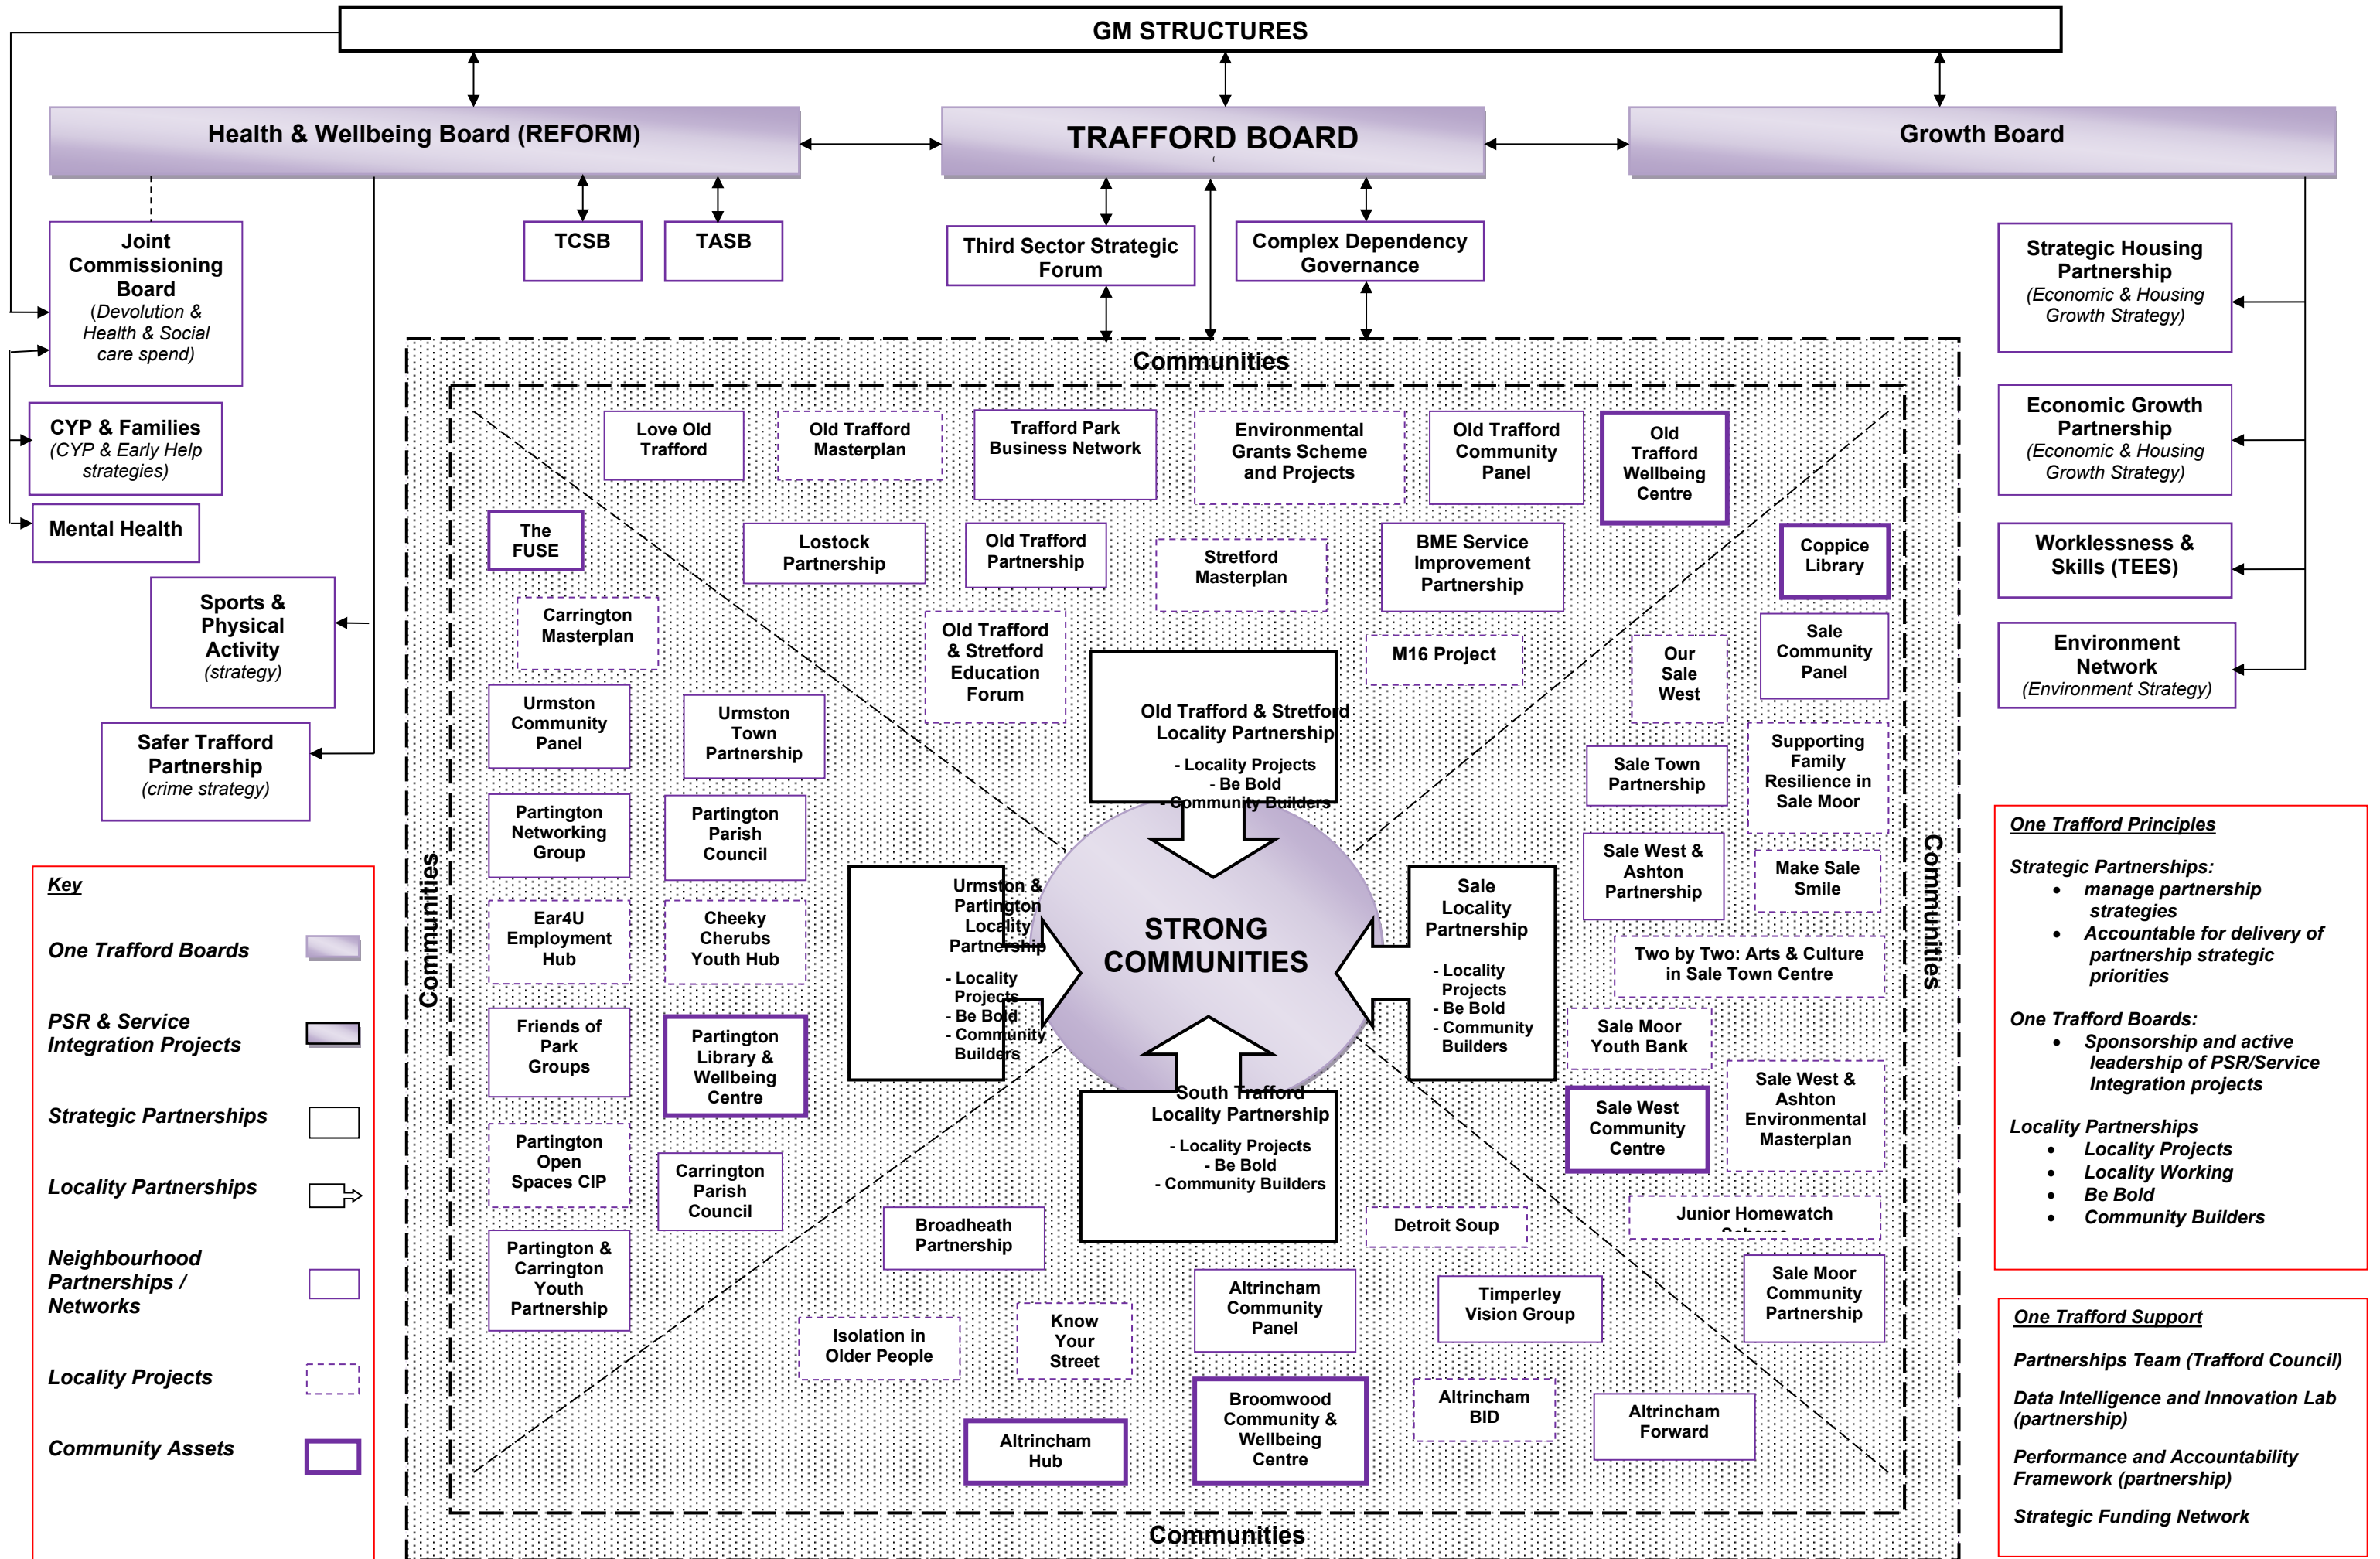 GM STRUCTURES
Health & Wellbeing Board (REFORM)
TRAFFORD BOARD
(
Growth Board
Joint
Commissioning
Board
(Devolution &
Health & Social
care spend)
TCSB
TASB
Third Sector Strategic
Forum
Complex Dependency
Governance
Strategic Housing
Partnership
(Economic & Housing
Growth Strategy)
CYP & Families
(CYP & Early Help
strategies)
Mental Health
Sports &
Physical
Activity
(strategy)
Safer Trafford
Partnership
(crime strategy)
Economic Growth
Partnership
(Economic & Housing
Growth Strategy)
Worklessness &
Skills (TEES)
Environment
Network
(Environment Strategy)
Communities
Communities
Communities
Communities
Love Old
Trafford
Old Trafford
Masterplan
Trafford Park
Business Network
Environmental
Grants Scheme
and Projects
Old Trafford
Community
Panel
Old
Trafford
Wellbeing
Centre
The
FUSE
Lostock
Partnership
Old Trafford
Partnership
Stretford
Masterplan
BME Service
Improvement
Partnership
Coppice
Library
Carrington
Masterplan
Old Trafford
& Stretford
Education
Forum
M16 Project
Our
Sale
West
Sale
Community
Panel
Urmston
Community
Panel
Urmston
Town
Partnership
Old Trafford & Stretford
Locality Partnership
- Locality Projects
- Be Bold
- Community Builders
Sale Town
Partnership
Supporting
Family
Resilience in
Sale Moor
Partington
Networking
Group
Partington
Parish
Council
Sale West &
Ashton
Partnership
Make Sale
Smile
Ear4U
Employment
Hub
Cheeky
Cherubs
Youth Hub
Urmston &
Partington
Locality
Partnership
- Locality
Projects
- Be Bold
- Community
Builders
STRONG
COMMUNITIES
Sale
Locality
Partnership
- Locality
Projects
- Be Bold
- Community
Builders
Two by Two: Arts & Culture
in Sale Town Centre
Friends of
Park
Groups
Partington
Library &
Wellbeing
Centre
Sale Moor
Youth Bank
Sale West &
Ashton
Environmental
Masterplan
Sale West
Community
Centre
South Trafford
Locality Partnership
- Locality Projects
- Be Bold
- Community Builders
Partington
Open
Spaces CIP
Carrington
Parish
Council
Broadheath
Partnership
Detroit Soup
Junior Homewatch
Scheme
Partington &
Carrington
Youth
Partnership
Isolation in
Older People
Know
Your
Street
Altrincham
Community
Panel
Timperley
Vision Group
Sale Moor
Community
Partnership
Altrincham
Hub
Broomwood
Community &
Wellbeing
Centre
Altrincham
BID
Altrincham
Forward
Key
One Trafford Boards
PSR & Service
Integration Projects
Strategic Partnerships
Locality Partnerships
Neighbourhood
Partnerships /
Networks
Locality Projects
Community Assets
One Trafford Principles
Strategic Partnerships:
• manage partnership
strategies
• Accountable for delivery of
partnership strategic
priorities
One Trafford Boards:
• Sponsorship and active
leadership of PSR/Service
Integration projects
Locality Partnerships
• Locality Projects
• Locality Working
• Be Bold
• Community Builders
One Trafford Support
Partnerships Team (Trafford Council)
Data Intelligence and Innovation Lab
(partnership)
Performance and Accountability
Framework (partnership)
Strategic Funding Network